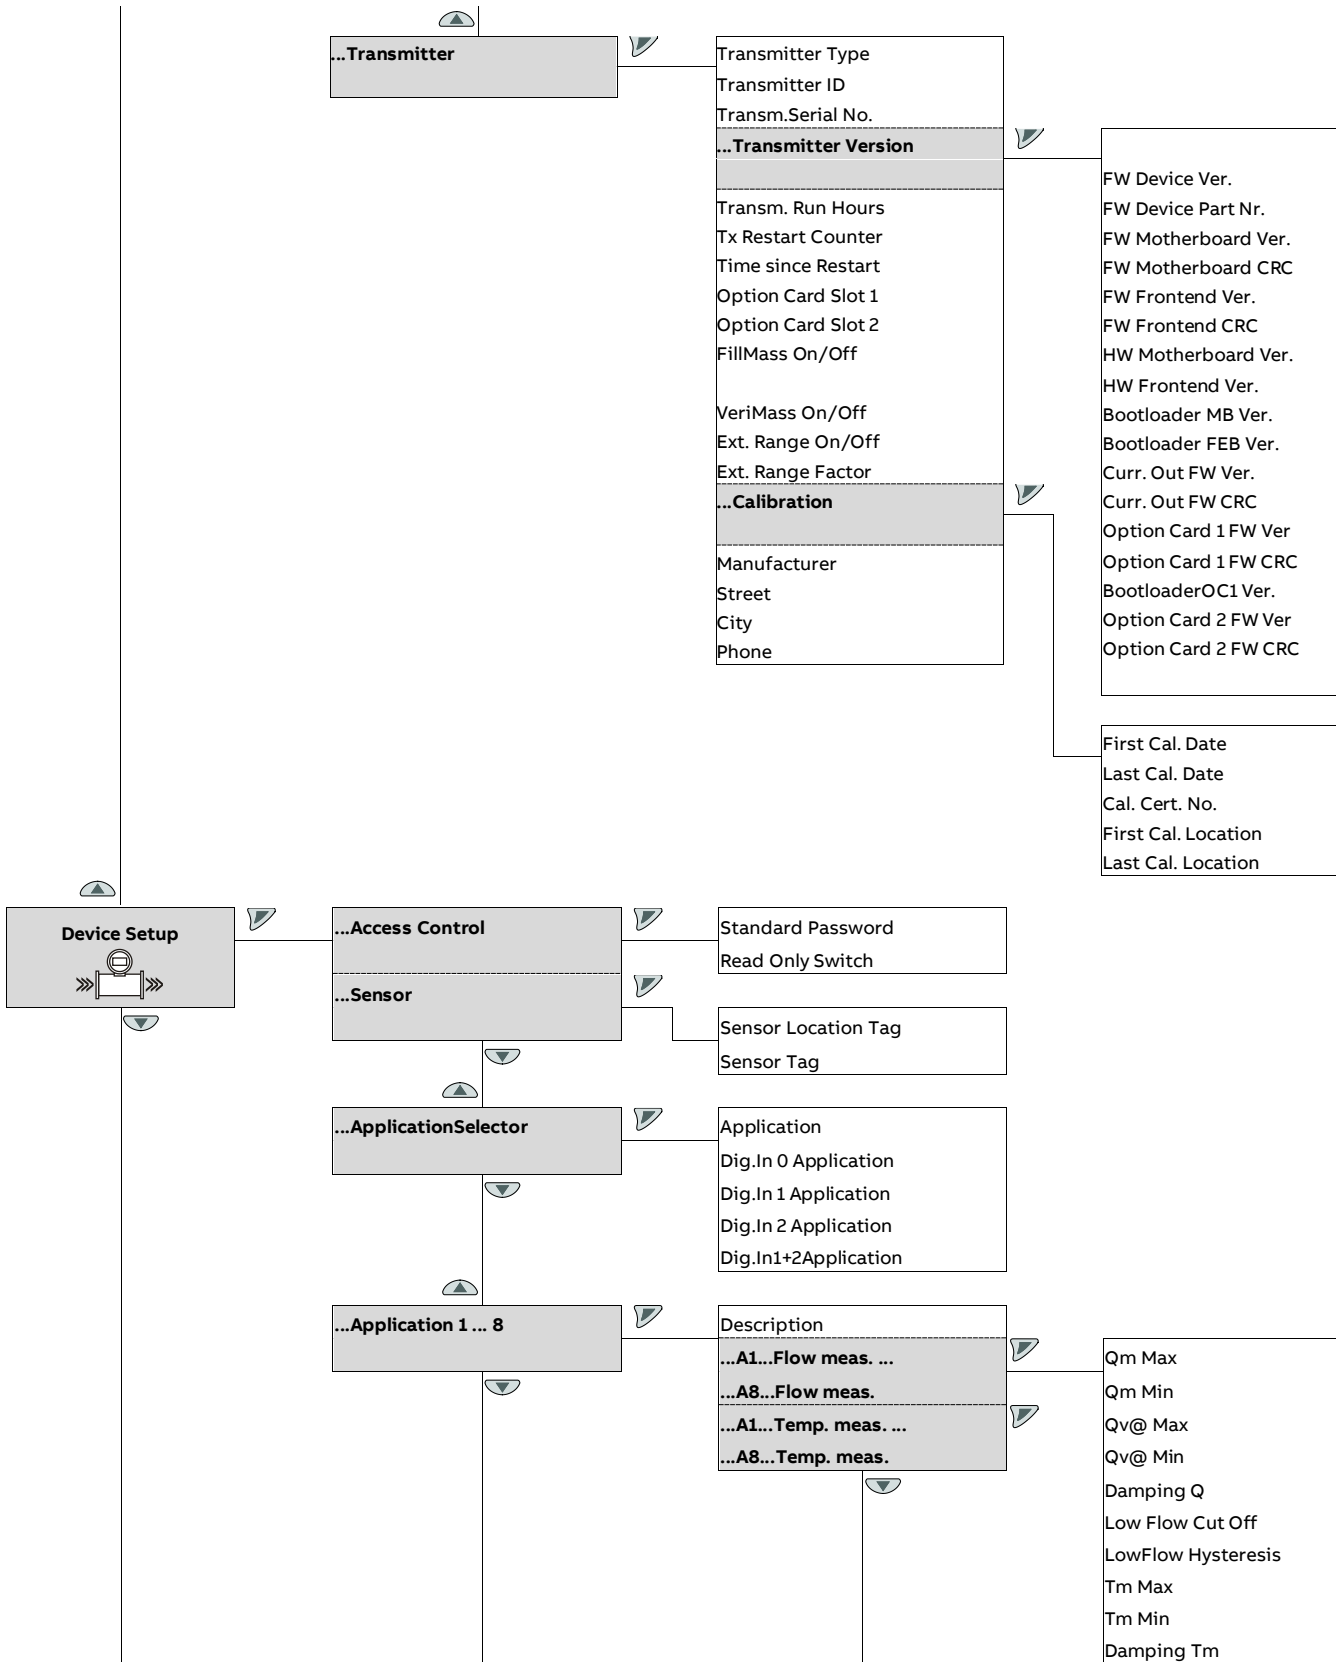 ...Transmitter
Transmitter Type
Transmitter ID
Transm.Serial No.
...Transmitter Version
Transm. Run Hours
Tx Restart Counter
Time since Restart
Option Card Slot 1
Option Card Slot 2
FillMass On/Off
VeriMass On/Off
Ext. Range On/Off
Ext. Range Factor
...Calibration
Manufacturer
Street
City
Phone
FW Device Ver.
FW Device Part Nr.
FW Motherboard Ver.
FW Motherboard CRC
FW Frontend Ver.
FW Frontend CRC
HW Motherboard Ver.
HW Frontend Ver.
Bootloader MB Ver.
Bootloader FEB Ver.
Curr. Out FW Ver.
Curr. Out FW CRC
Option Card 1 FW Ver
Option Card 1 FW CRC
BootloaderOC1 Ver.
Option Card 2 FW Ver
Option Card 2 FW CRC
First Cal. Date
Last Cal. Date
Cal. Cert. No.
First Cal. Location
Last Cal. Location
Device Setup
...Access Control
Standard Password
Read Only Switch
...Sensor
Sensor Location Tag
Sensor Tag
...ApplicationSelector
Application
Dig.In 0 Application
Dig.In 1 Application
Dig.In 2 Application
Dig.In1+2Application
...Application 1 ... 8
Description
...A1...Flow meas. ...
...A8...Flow meas.
...A1...Temp. meas. ...
...A8...Temp. meas.
Qm Max
Qm Min
Qv@ Max
Qv@ Min
Damping Q
Low Flow Cut Off
LowFlow Hysteresis
Tm Max
Tm Min
Damping Tm